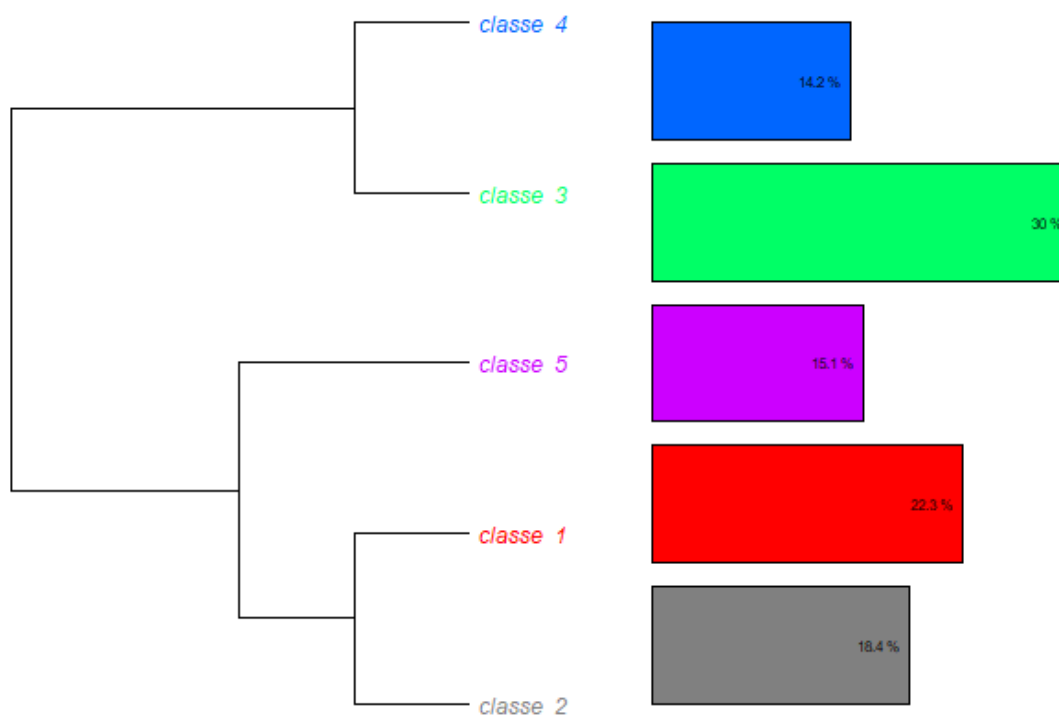 classe 4
14.2 %
classe 3
30 %
classe 5
15.1 %
classe 1
22.3 %
18.4 %
classe 2